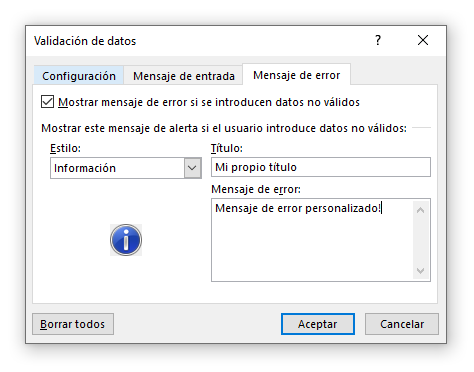 Validación de datos
Configuración Mensaje de entrada Mensaje de error
Mostrar mensaje de error si se introducen datos no válidos
Mostrar este mensaje de alerta si el usuario introduce datos no válidos:
Estilo: Título:
Información Mi propio título
Mensaje de error:
Mensaje de error personalizado!
Borrar todos Aceptar Cancelar